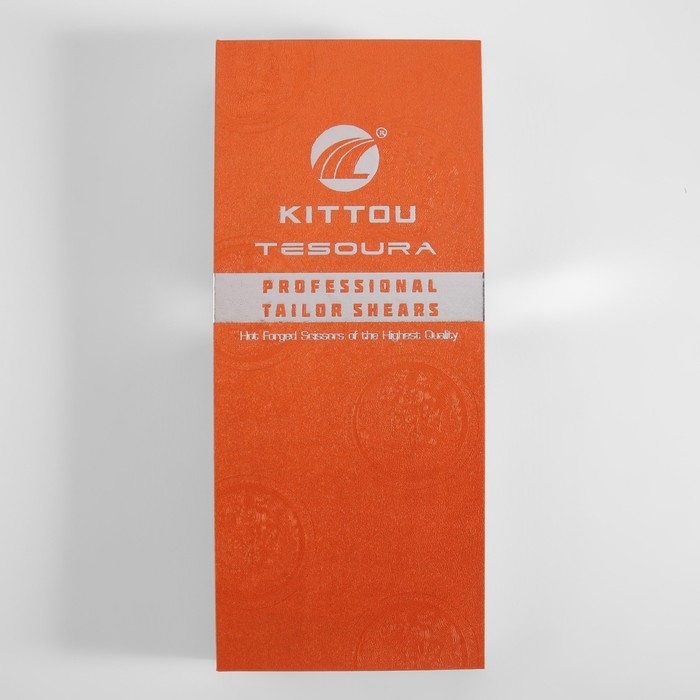 ®
KITTOU
TESOURA
PROFESSIONAL
TAILOR SHEARS
Hot Forged Scissors of the Highest Quality